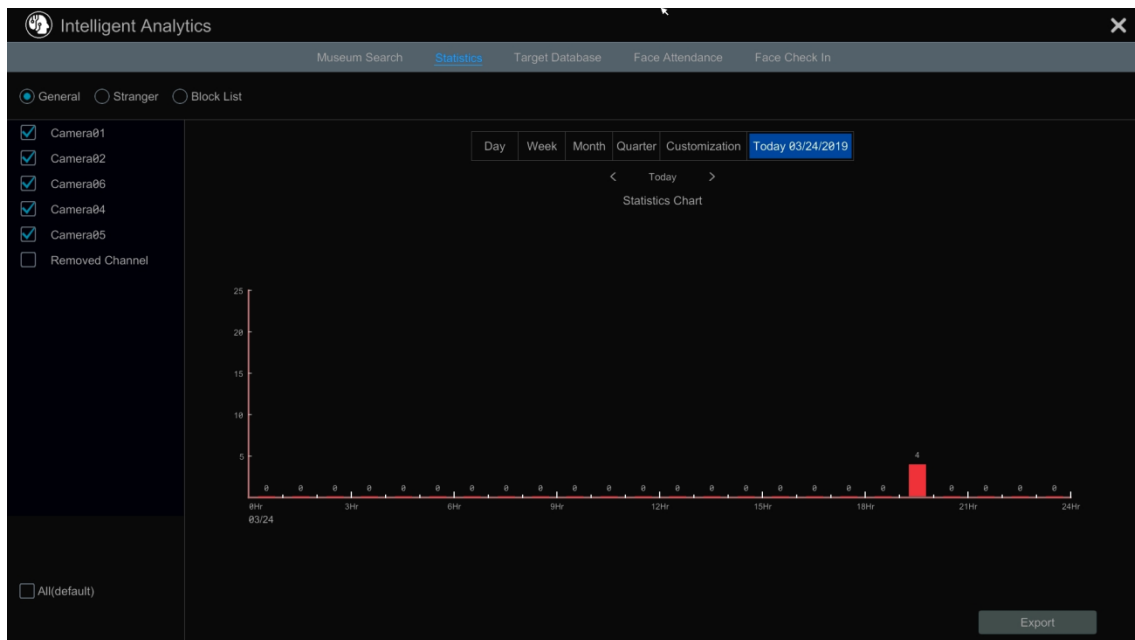 Intelligent Analytics
Museum Search Statistics Target Database Face Attendance Face Check In
General Stranger Block List
Camera01
Camera02
Camera06
Camera04
Camera05
Removed Channel
All(default)
Day Week Month Quarter Customization Today 03/24/2019
< Today >
Statistics Chart
25
20
15
10
5
4
0 0 0 0 0 0 0 0 0 0 0 0 0 0 0 0 0 0 0 0 0 0 0
0Hr 3Hr 6Hr 9Hr 12Hr 15Hr 18Hr 21Hr 24Hr
03/24
Export